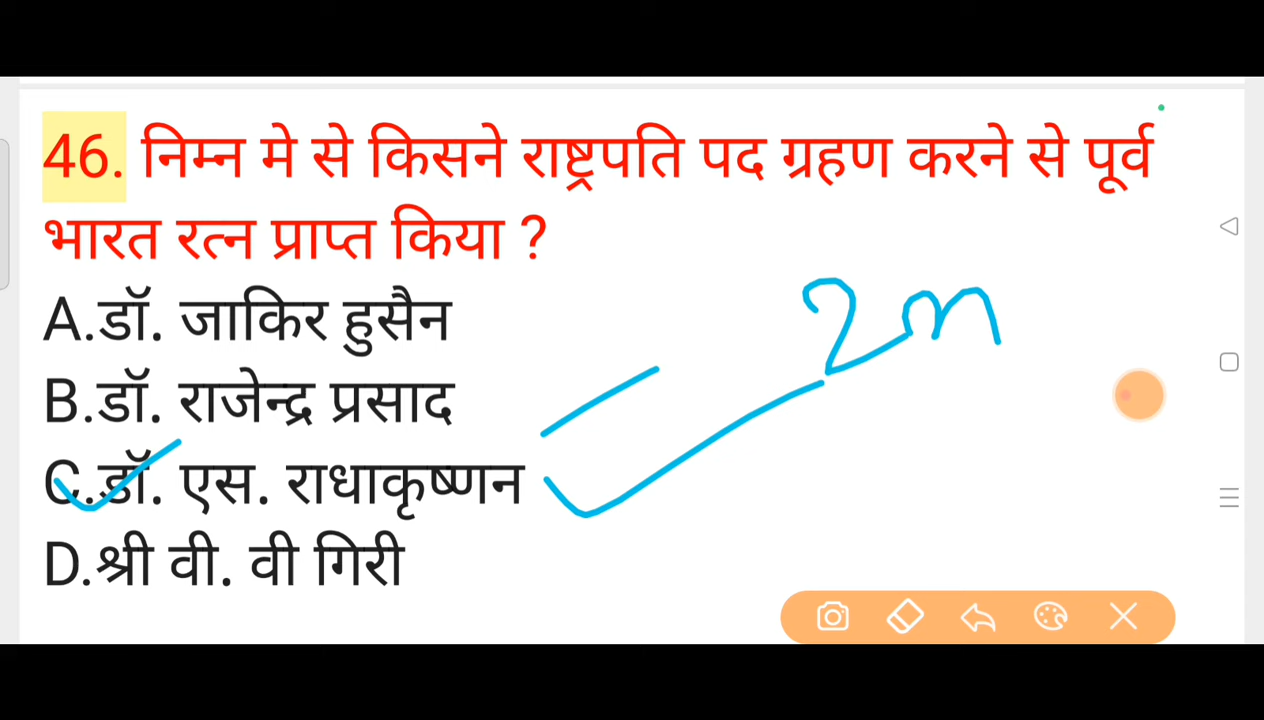 46. निम्न मे से किसने राष्ट्रपति पद ग्रहण करने से पूर्व
भारत रत्न प्राप्त किया ?
A.डॉ. जाकिर हुसैन
B.डॉ. राजेन्द्र प्रसाद
C.डॉ. एस. राधाकृष्णन
D.श्री वी. वी गिरी